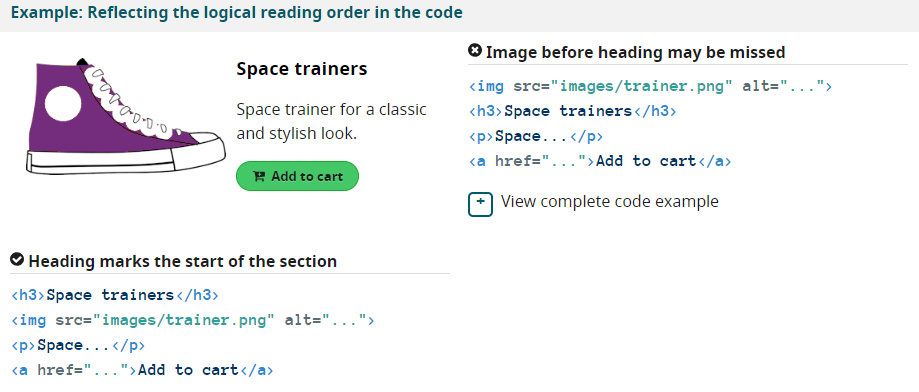 Example: Reflecting the logical reading order in the code
Space trainers
Space trainer for a classic
and stylish look.
Add to cart
Image before heading may be missed
<img src="images/trainer.png" alt="...">
<h3>Space trainers</h3>
<p>Space...</p>
<a href="...">Add to cart</a>
+ View complete code example
Heading marks the start of the section
<h3>Space trainers</h3>
<img src="images/trainer.png" alt="...">
<p>Space...</p>
<a href="...">Add to cart</a>